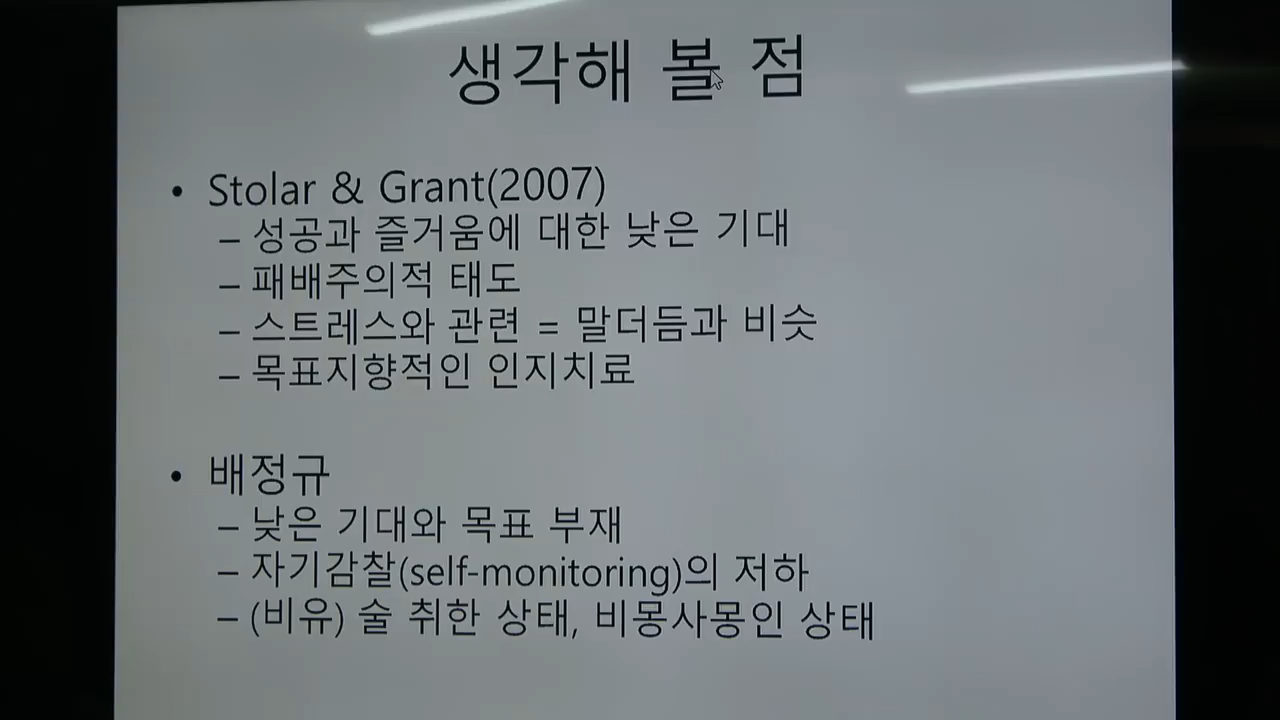 생각해 볼 점
• Stolar & Grant(2007)
– 성공과 즐거움에 대한 낮은 기대
– 패배주의적 태도
– 스트레스와 관련 = 말더듬과 비슷
– 목표지향적인 인지치료
• 배정규
– 낮은 기대와 목표 부재
– 자기감찰(self-monitoring)의 저하
– (비유) 술 취한 상태, 비몽사몽인 상태